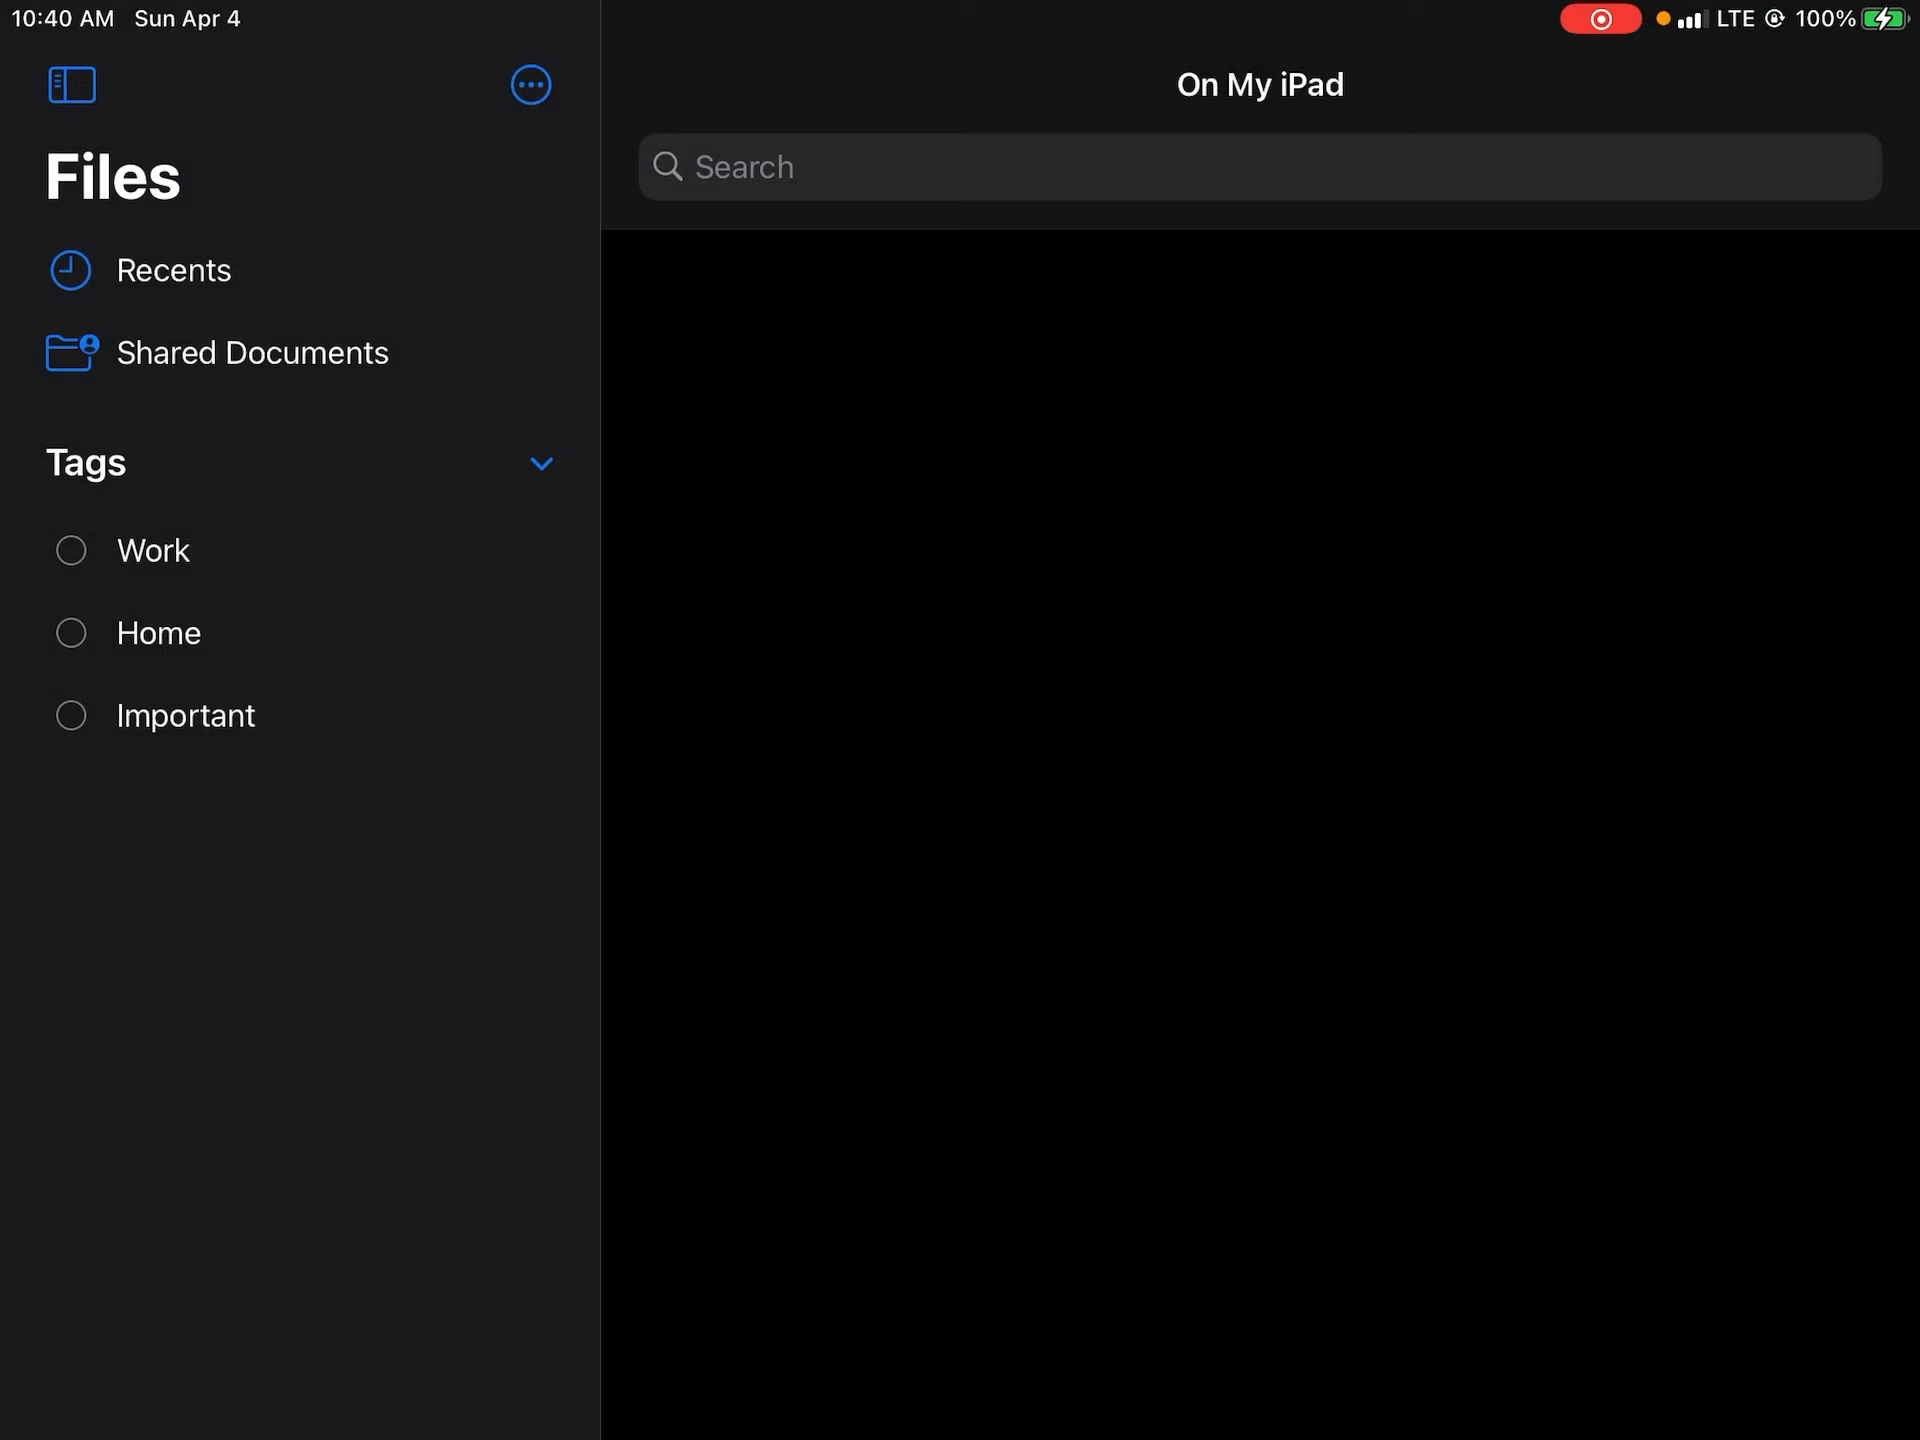 10:40 AM Sun Apr 4
LTE 100%
Files
On My iPad
Search
Recents
Shared Documents
Tags
Work
Home
Important